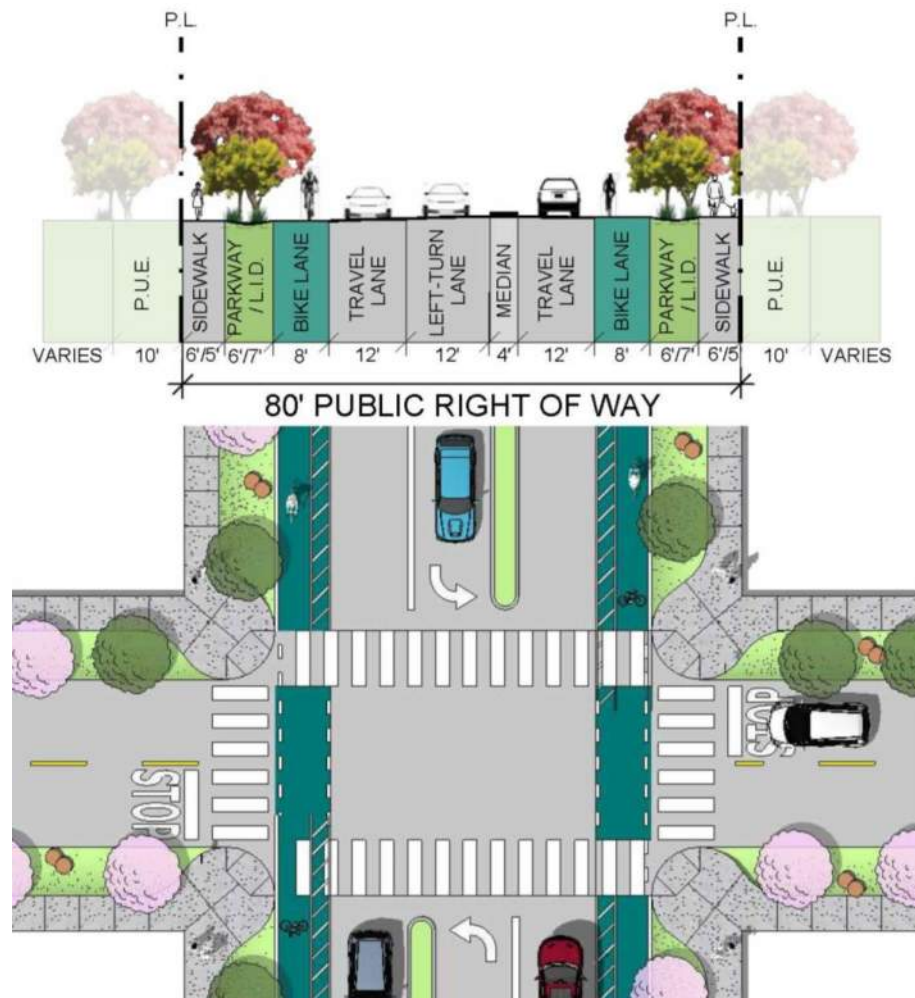 P.L.
P.L.
P.U.E.
SIDEWALK
PARKWAY
/ L.I.D.
BIKE LANE
TRAVEL
LANE
LEFT-TURN
LANE
MEDIAN
TRAVEL
LANE
BIKE LANE
PARKWAY
/ L.I.D.
SIDEWALK
P.U.E.
VARIES 10' 6'/5' 6'/7' 8' 12' 12' 4' 12' 8' 6'/7' 6'/5 10' VARIES
80' PUBLIC RIGHT OF WAY
STOP
STOP